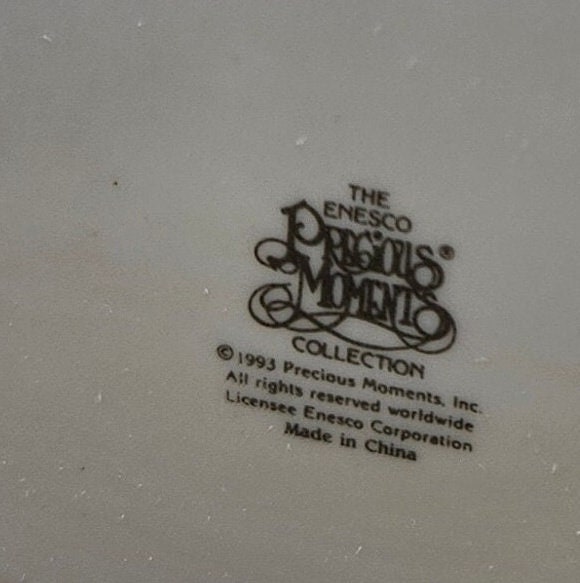 THE
ENESCO
PRECIOUS®
MOMENTS
COLLECTION
© 1993 Precious Moments, Inc.
All rights reserved worldwide
Licensee Enesco Corporation
Made in China